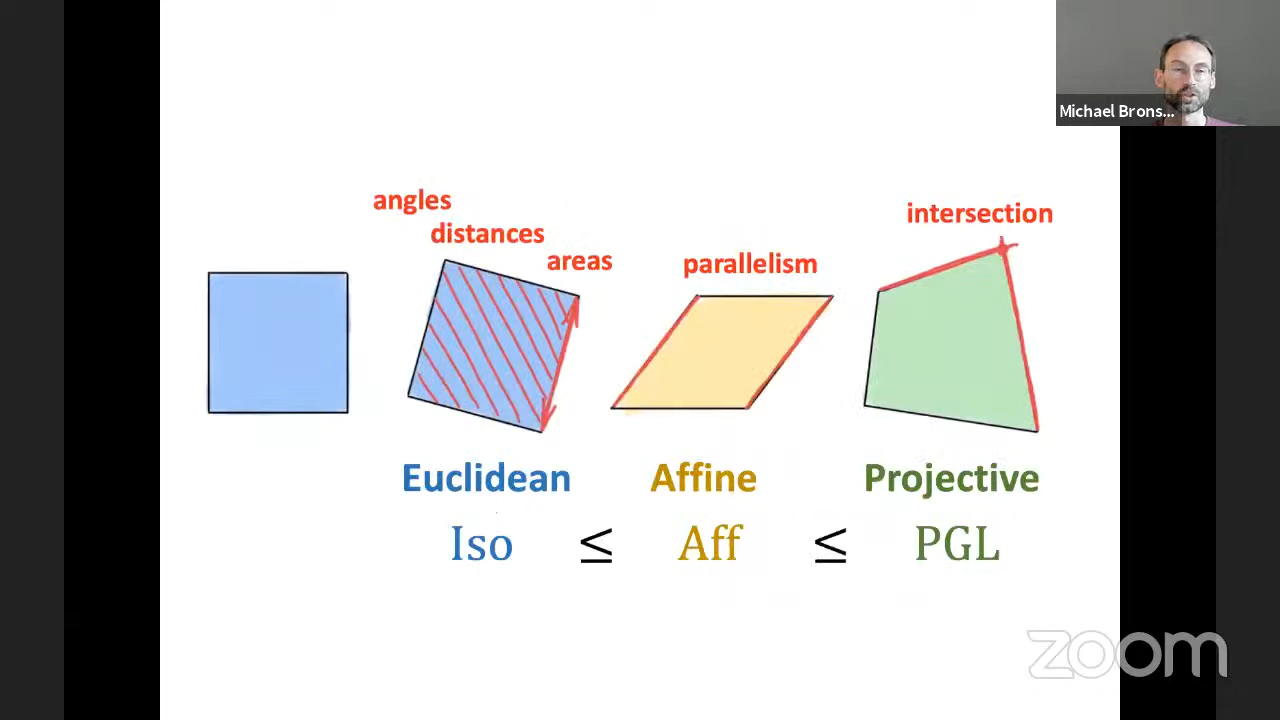 Michael Brons...
angles
distances
areas
parallelism
intersection
Euclidean Affine Projective
Iso ≤ Aff ≤ PGL
zoom